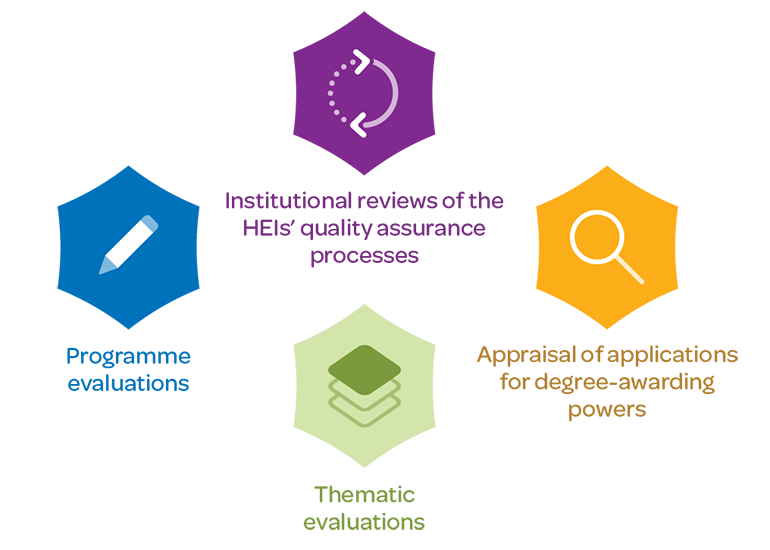 Institutional reviews of the
HEIs’ quality assurance
processes
Programme
evaluations
Appraisal of applications
for degree-awarding
powers
Thematic
evaluations